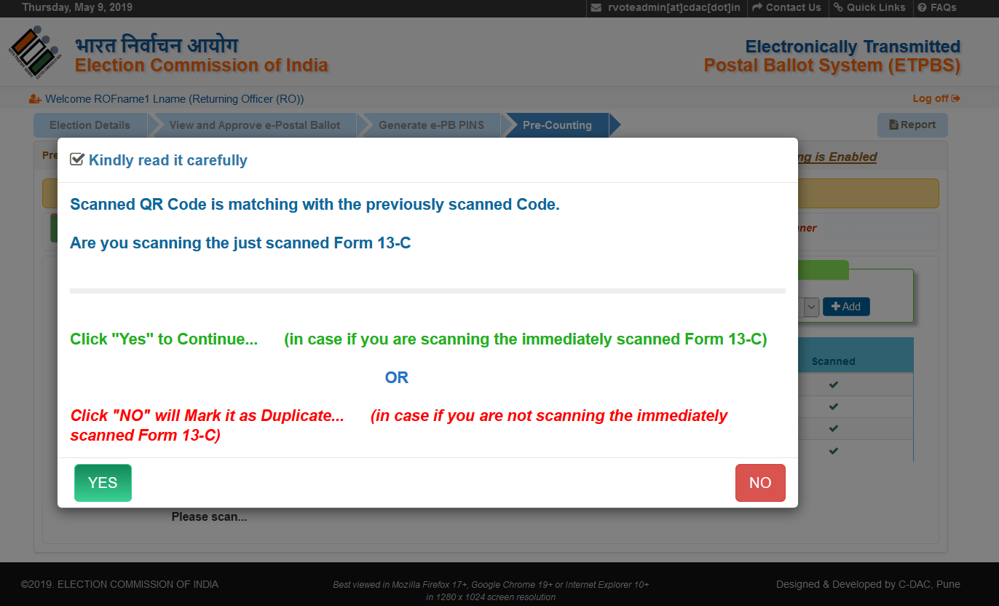 Thursday, May 9, 2019
rvoteadmin[at]cdac[dot]in
Contact Us
Quick Links
FAQs
भारत निर्वाचन आयोग
Election Commission of India
Electronically Transmitted
Postal Ballot System (ETPBS)
Welcome ROFname1 Lname (Returning Officer (RO))
Log off
Election Details
View and Approve e-Postal Ballot
Generate e-PB PINS
Pre-Counting
Report
Pre
ng is Enabled
Kindly read it carefully
Scanned QR Code is matching with the previously scanned Code.
Are you scanning the just scanned Form 13-C
nner
Add
Click "Yes" to Continue... (in case if you are scanning the immediately scanned Form 13-C)
Scanned
OR
Click "NO" will Mark it as Duplicate... (in case if you are not scanning the immediately
scanned Form 13-C)
YES
NO
Please scan...
©2019. ELECTION COMMISSION OF INDIA
Best viewed in Mozilla Firefox 17+, Google Chrome 19+ or Internet Explorer 10+
in 1280 x 1024 screen resolution
Designed & Developed by C-DAC, Pune